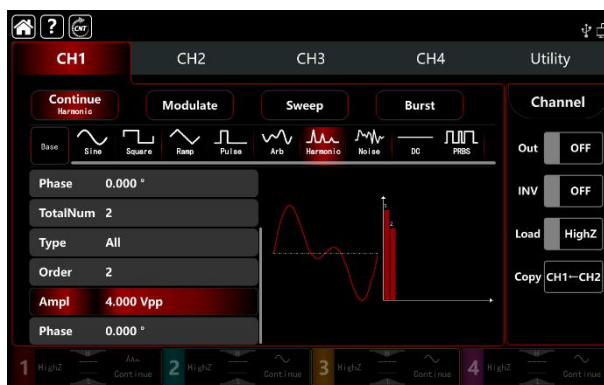 ? CNT
CH1 CH2 CH3 CH4 Utility
Continue Modulate Sweep Burst Channel
Harmonic
Base Sine Square Ramp Pulse Arb Harmonic Noise DC PRBS
Out OFF
Phase 0.000 °
INV OFF
TotalNum 2
1
2
Type All
Load HighZ
Order 2
Copy CH1←CH2
Ampl 4.000 Vpp
Phase 0.000 °
1 HighZ Continue 2 HighZ Continue 3 HighZ Continue 4 HighZ Continue